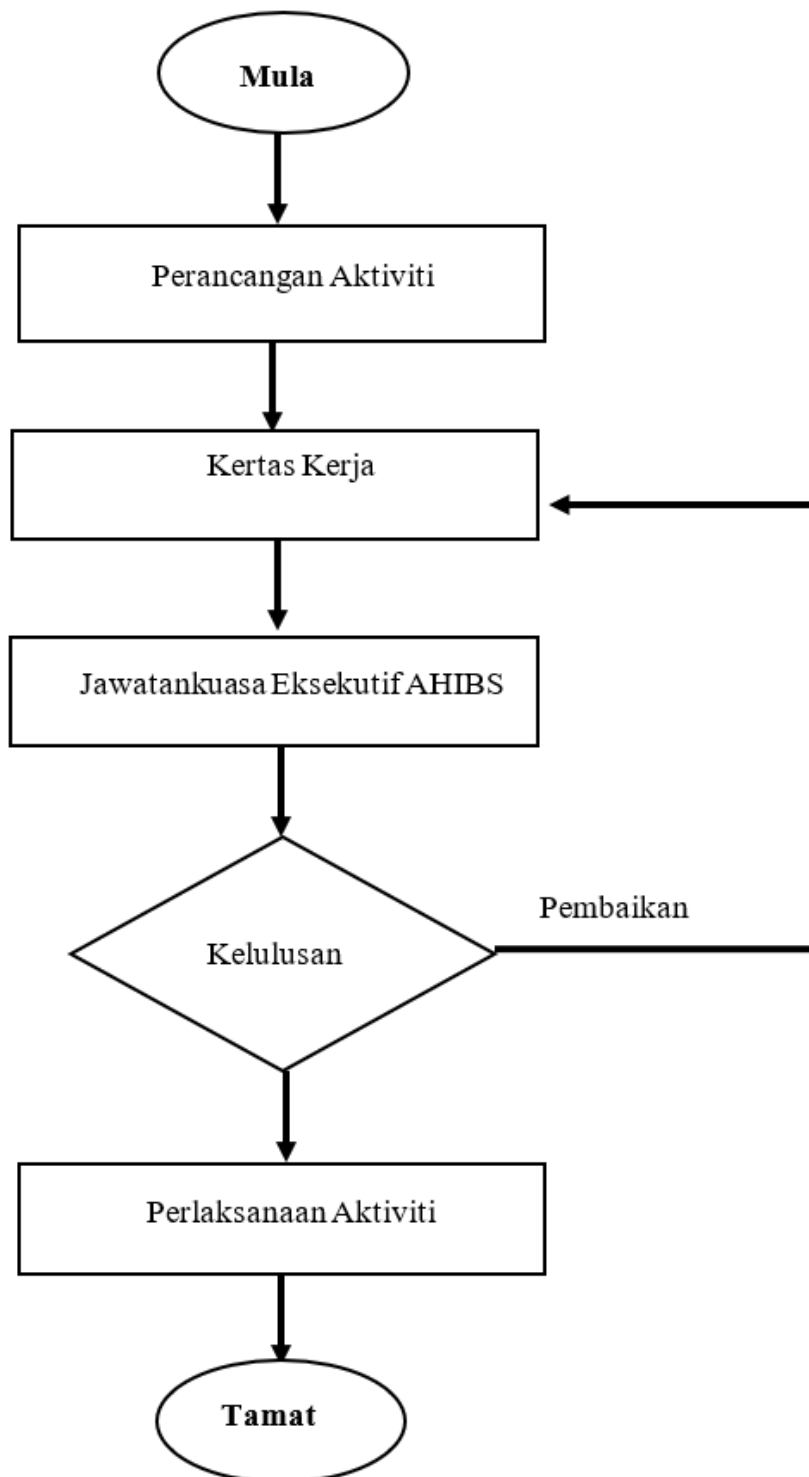 Mula
Perancangan Aktiviti
Kertas Kerja
Jawatankuasa Eksekutif AHIBS
Pembaikan
Kelulusan
Perlaksanaan Aktiviti
Tamat